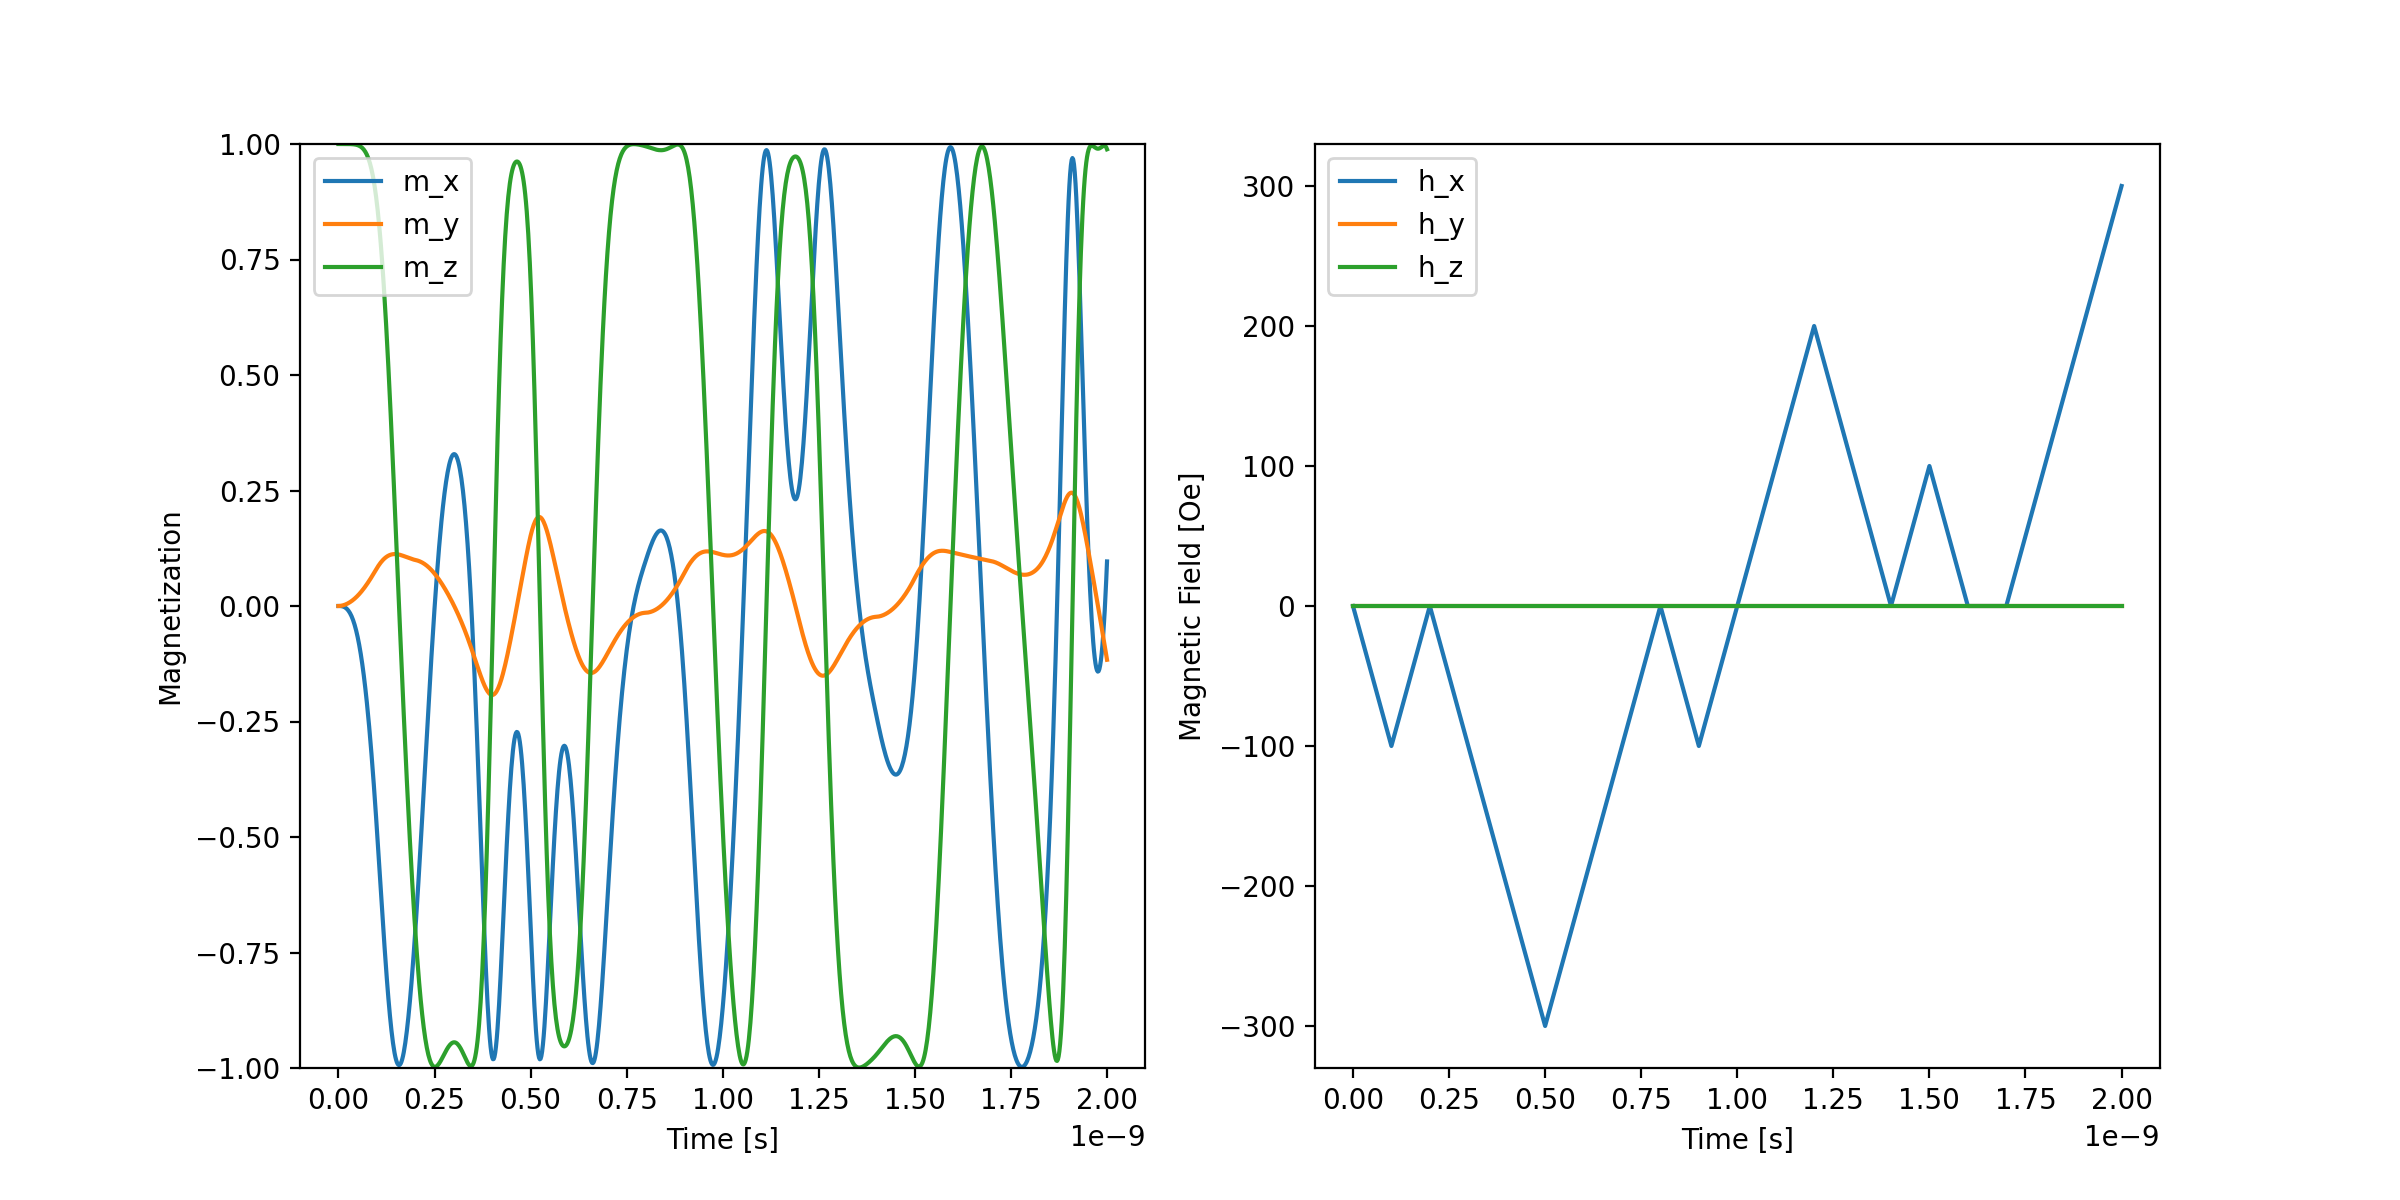 1.00
0.75
0.50
0.25
0.00
−0.25
−0.50
−0.75
−1.00
Magnetization
m_x
m_y
m_z
0.00 0.25 0.50 0.75 1.00 1.25 1.50 1.75 2.00
Time [s]
1e−9
300
200
100
0
−100
−200
−300
Magnetic Field [Oe]
h_x
h_y
h_z
0.00 0.25 0.50 0.75 1.00 1.25 1.50 1.75 2.00
Time [s]
1e−9